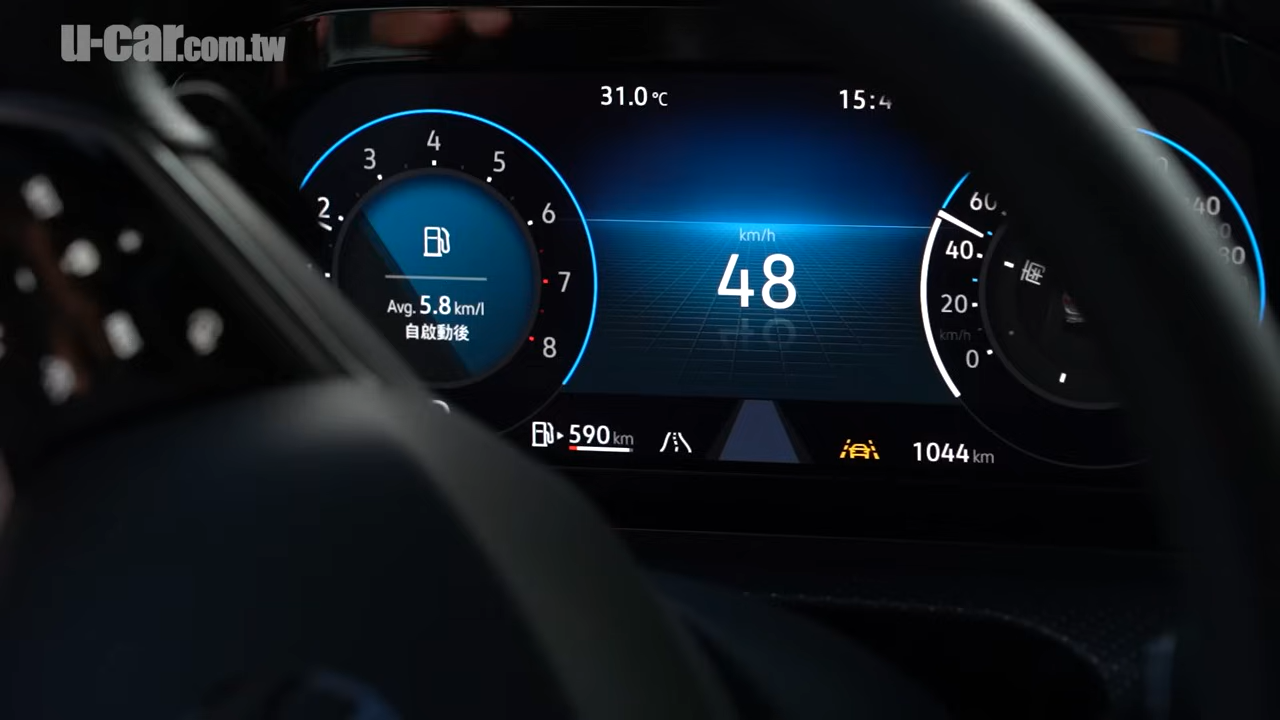 u-car.com.tw
31.0 °C
15:4
2 3 4 5 6 7 8
Avg. 5.8 km/l
自啟動後
km/h
48
60
40
20
km/h
0
590 km
1044 km